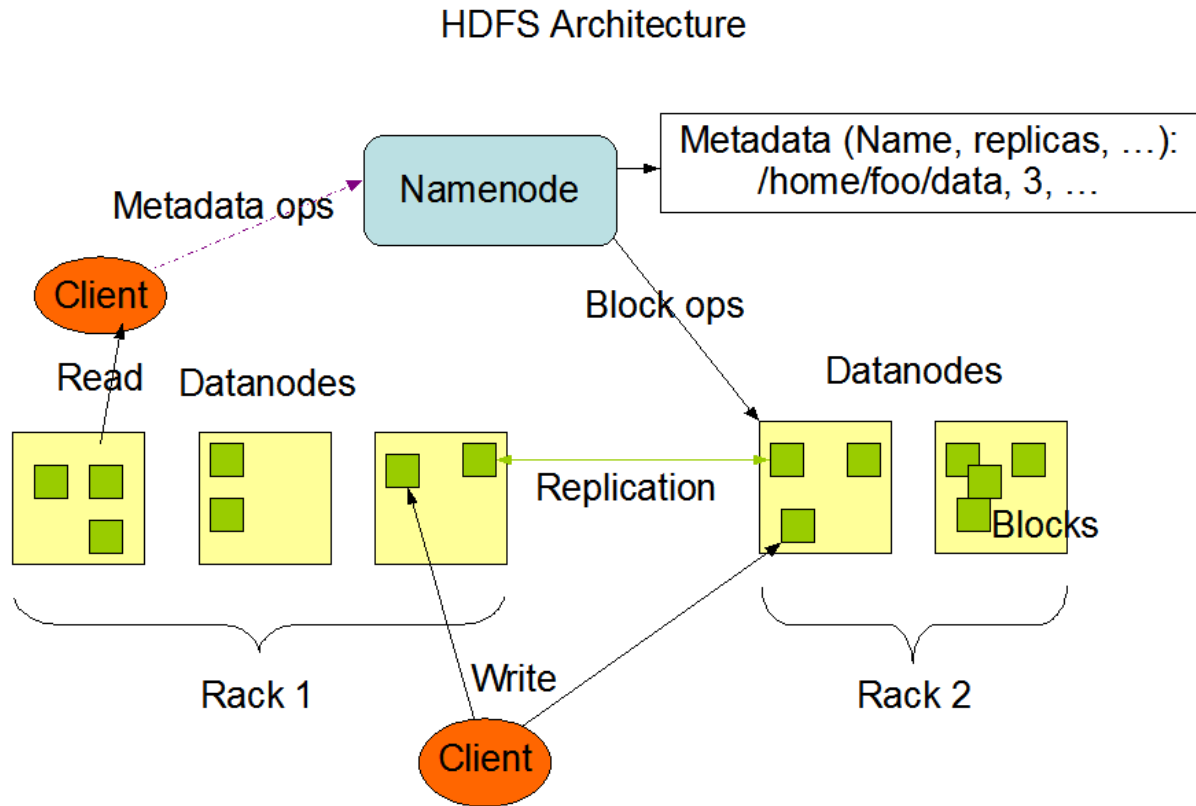 HDFS Architecture
Metadata (Name, replicas, …):
/home/foo/data, 3, …
Namenode
Metadata ops
Client
Block ops
Read
Datanodes
Datanodes
Replication
Blocks
Rack 1
Write
Rack 2
Client